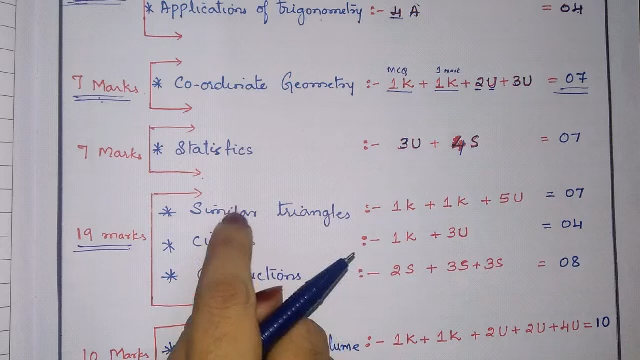 * Applications of trigonometry :- 4 A = 04
MCQ 1 mark
7 Marks * Co-ordinate Geometry :- 1K + 1K + 2U + 3U = 07
7 Marks * Statistics :- 3U + 4S = 07
* Similar triangles :- 1K + 1K + 5U = 07
19 marks * :- 1K + 3U = 04
* :- 2S + 3S + 3S = 08
10 Marks * :- 1K + 1K + 2U + 2U + 4U = 10